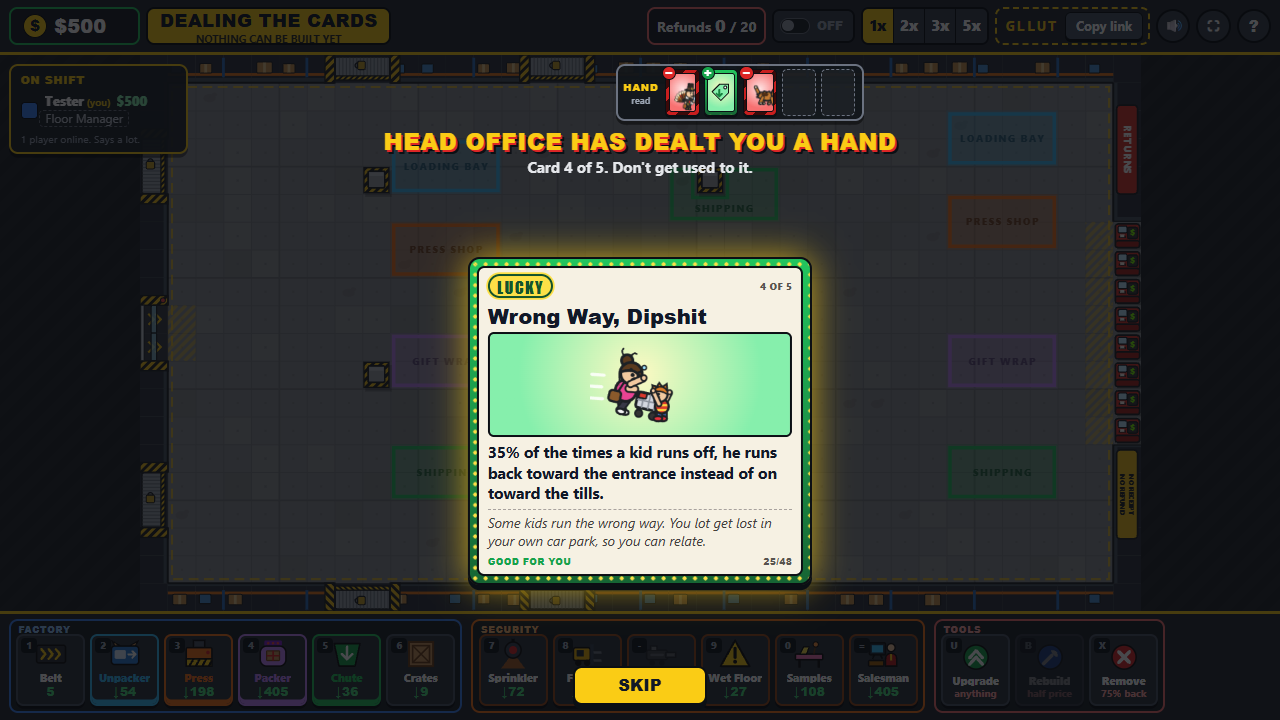 $500
DEALING THE CARDS
NOTHING CAN BE BUILT YET
Refunds 0 / 20
OFF
1x 2x 3x 5x
GLLUT
Copy link
?
ON SHIFT
Tester (you) $500
Floor Manager
1 player online. Says a lot.
HAND
read
HEAD OFFICE HAS DEALT YOU A HAND
Card 4 of 5. Don't get used to it.
LOADING BAY
LOADING BAY
RETURNS
SHIPPING
PRESS SHOP
PRESS SHOP
GIFT WRAP
SHIPPING
LUCKY
4 OF 5
Wrong Way, Dipshit
35% of the times a kid runs off, he runs
back toward the entrance instead of on
toward the tills.
Some kids run the wrong way. You lot get lost in
your own car park, so you can relate.
GOOD FOR YOU
25/48
FACTORY
1 Belt 5
2 Unpacker ↓54
3 Press ↓198
4 Packer ↓405
5 Chute ↓36
6 Crates ↓9
SECURITY
7 Sprinkler ↓72
8
-
9 Wet Floor ↓27
0 Samples ↓108
= Salesman ↓405
SKIP
TOOLS
U Upgrade anything
B Rebuild half price
X Remove 75% back